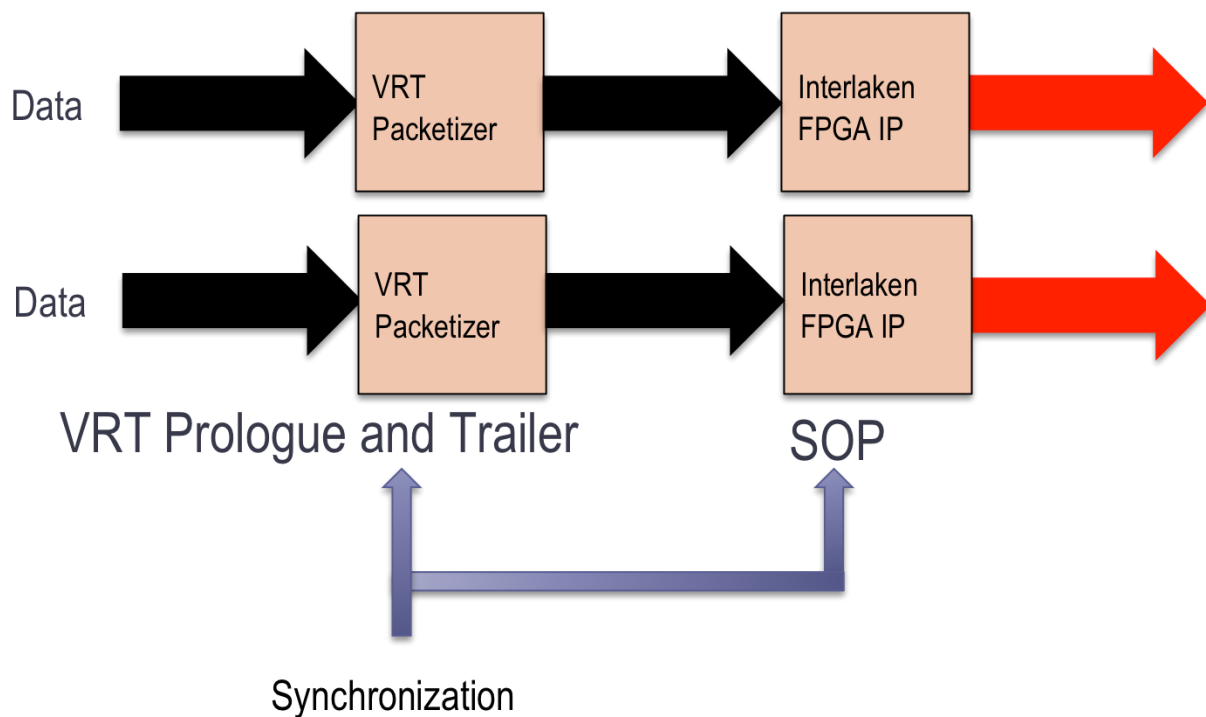 Data
VRT
Packetizer
Interlaken
FPGA IP
Data
VRT
Packetizer
Interlaken
FPGA IP
VRT Prologue and Trailer
SOP
Synchronization